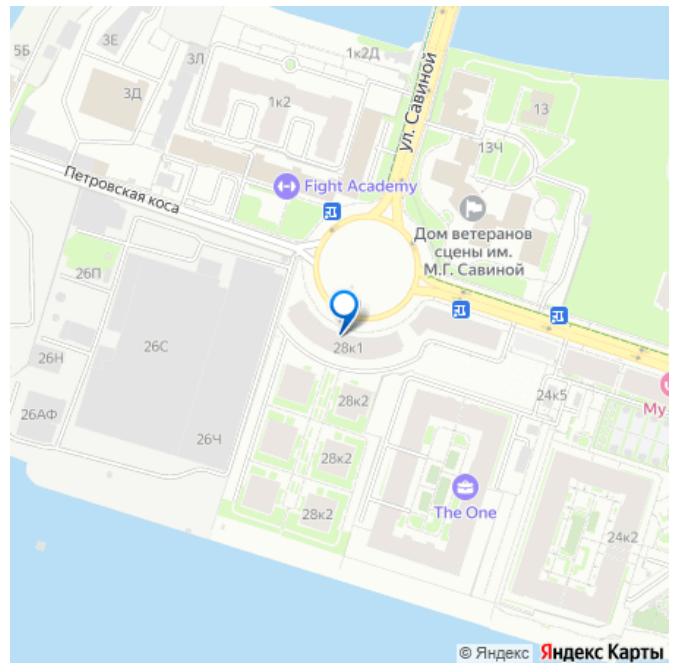 5Б
3Е
3Л
1к2Д
3Д
1к2
ул. Савиной
13
13Ч
Петровская коса
Fight Academy
Дом ветеранов
сцены им.
М.Г. Савиной
26П
26С
26Н
28к1
24к5
My
28к2
26АФ
26Ч
28к2
28к2
The One
24к2
© Яндекс Яндекс Карты